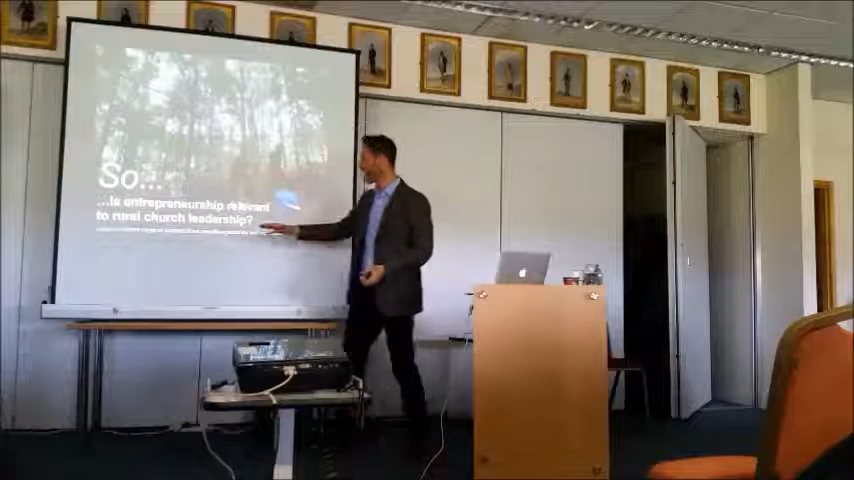 So...
...is entrepreneurship relevant
to rural church leadership?